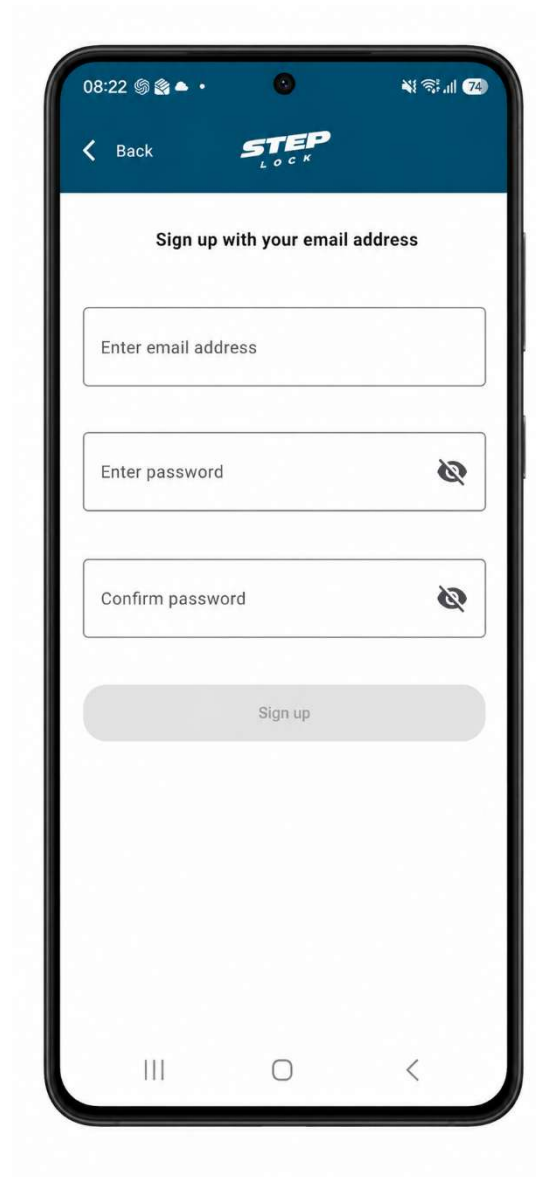 08:22
74
Back
STEP
LOCK
Sign up with your email address
Enter email address
Enter password
Confirm password
Sign up